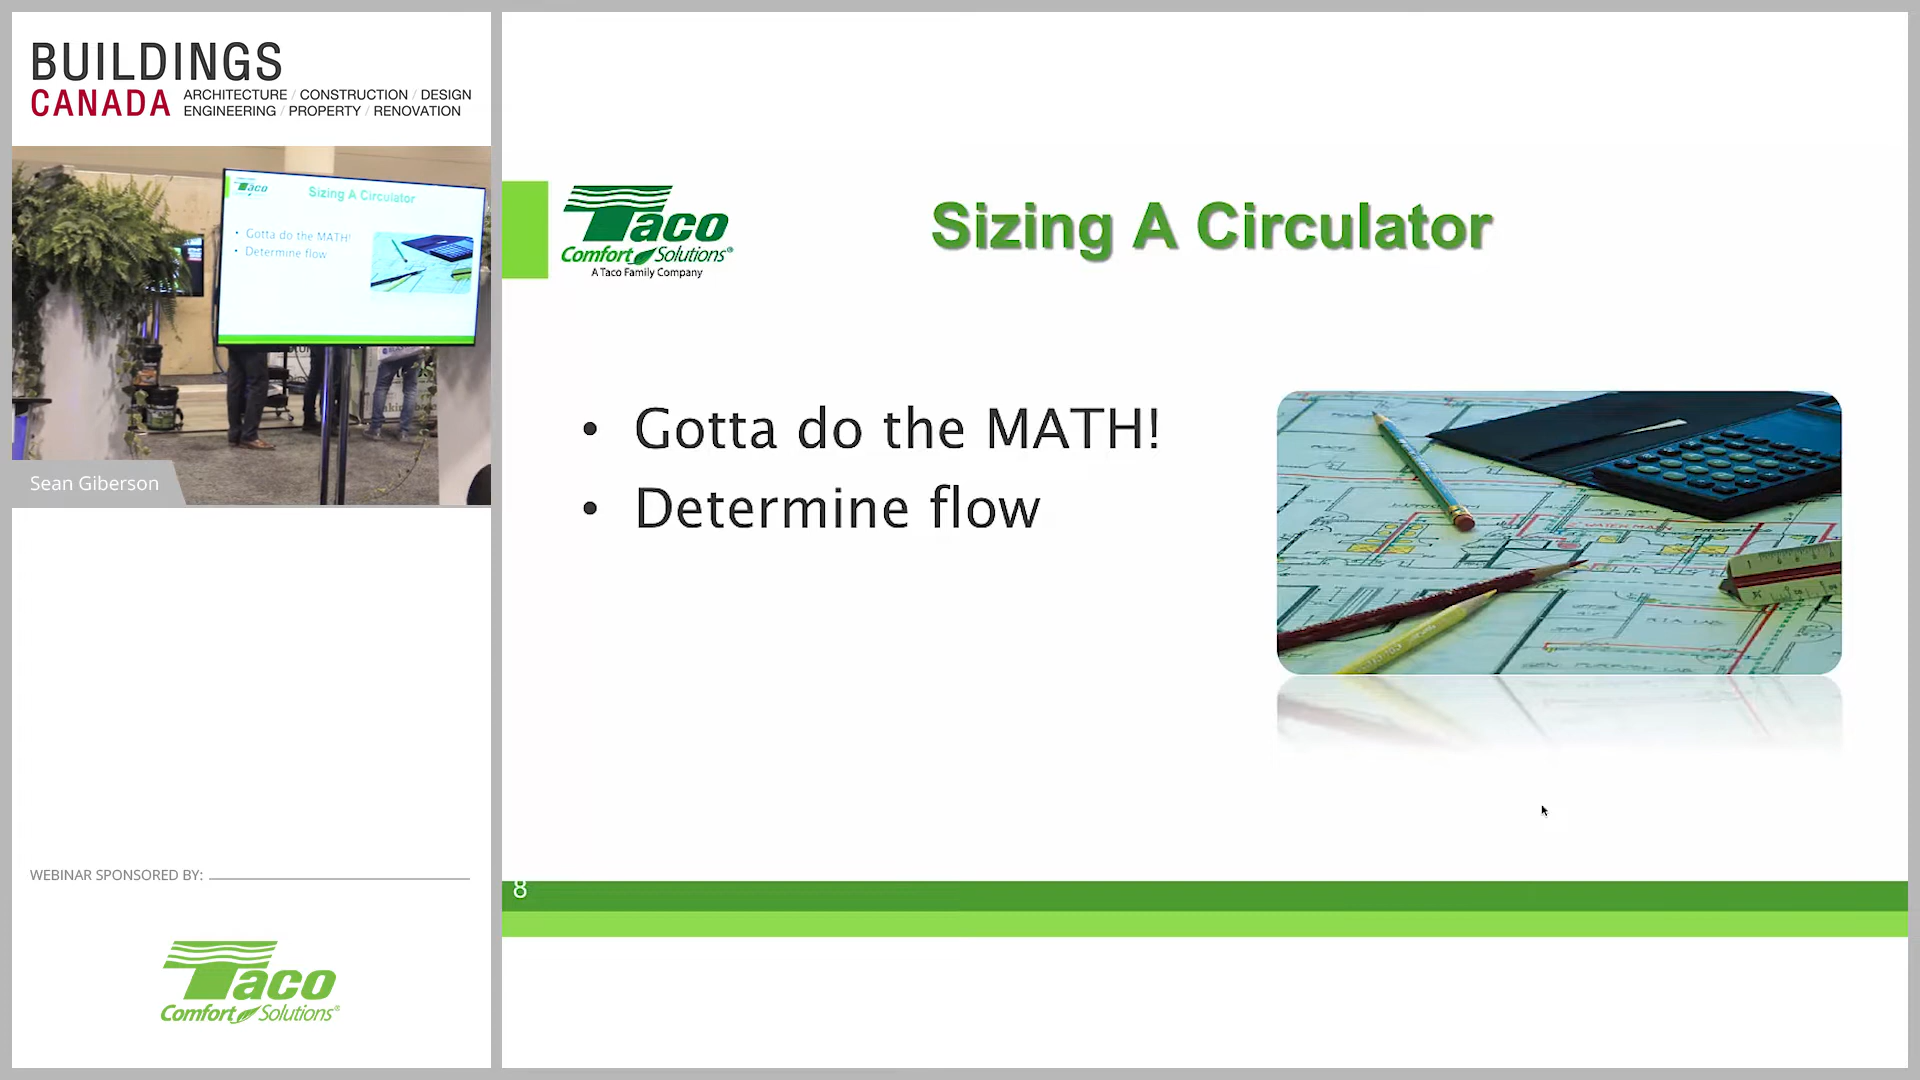 BUILDINGS
CANADA
ARCHITECTURE / CONSTRUCTION / DESIGN
ENGINEERING / PROPERTY / RENOVATION
Taco
Sizing A Circulator
• Gotta do the MATH!
• Determine flow
Sean Giberson
WEBINAR SPONSORED BY:
Taco
Comfort Solutions®
Taco
Comfort Solutions®
A Taco Family Company
Sizing A Circulator
• Gotta do the MATH!
• Determine flow
8